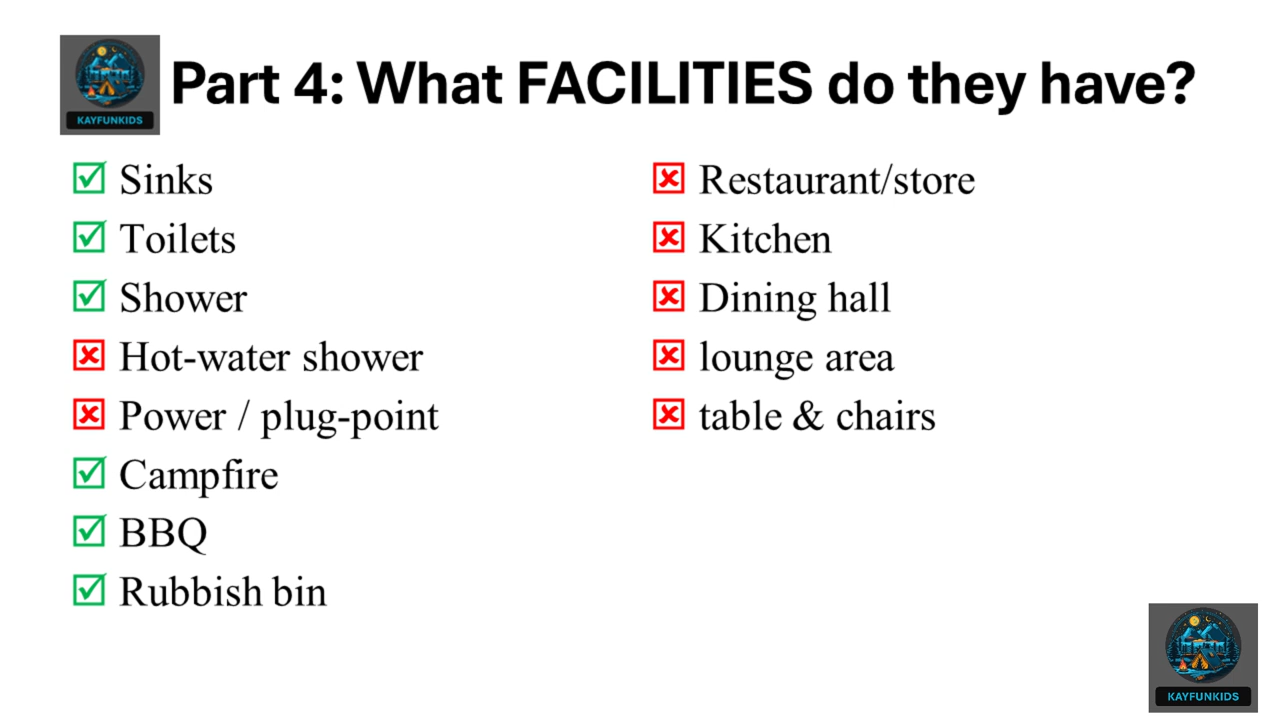 KAYFUNKIDS
Part 4: What FACILITIES do they have?
Sinks
Toilets
Shower
Hot-water shower
Power / plug-point
Campfire
BBQ
Rubbish bin
Restaurant/store
Kitchen
Dining hall
lounge area
table & chairs
KAYFUNKIDS